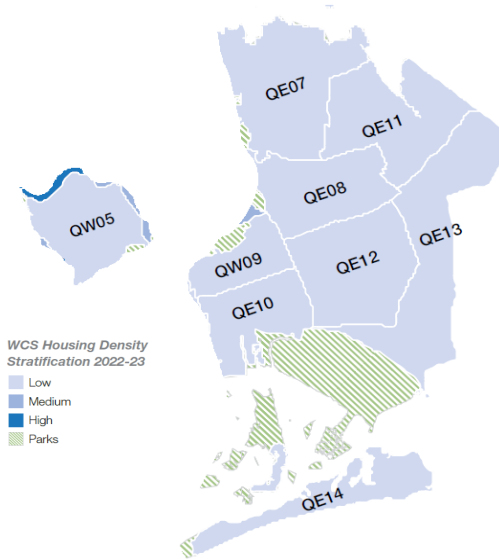 QE07
QE11
QE08
QW05
QE13
QW09
QE12
QE10
WCS Housing Density
Stratification 2022-23
Low
Medium
High
Parks
QE14